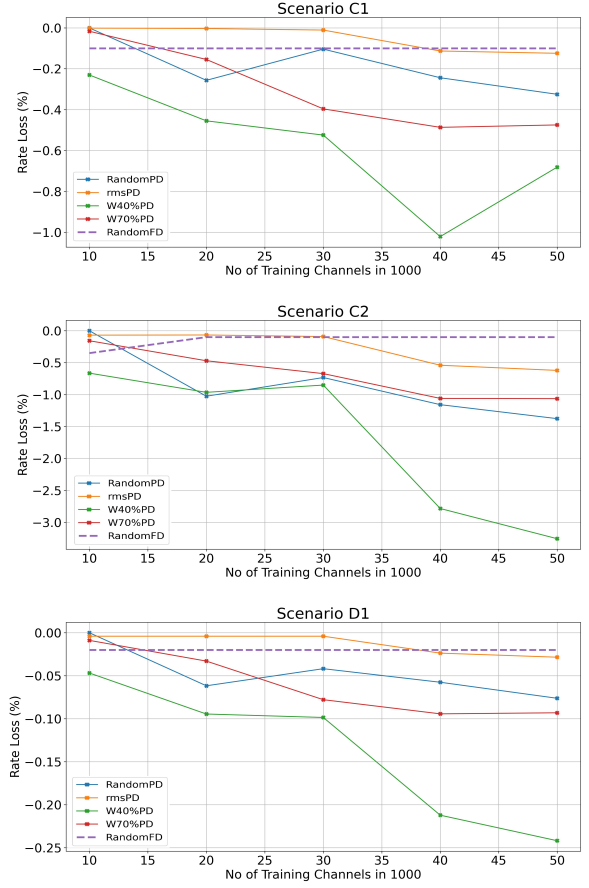 Scenario C1
0.0
−0.2
−0.4
−0.6
−0.8
−1.0
Rate Loss (%)
RandomPD
rmsPD
W40%PD
W70%PD
RandomFD
10 15 20 25 30 35 40 45 50
No of Training Channels in 1000
Scenario C2
0.0
−0.5
−1.0
−1.5
−2.0
−2.5
−3.0
Rate Loss (%)
RandomPD
rmsPD
W40%PD
W70%PD
RandomFD
10 15 20 25 30 35 40 45 50
No of Training Channels in 1000
Scenario D1
0.00
−0.05
−0.10
−0.15
−0.20
−0.25
Rate Loss (%)
RandomPD
rmsPD
W40%PD
W70%PD
RandomFD
10 15 20 25 30 35 40 45 50
No of Training Channels in 1000